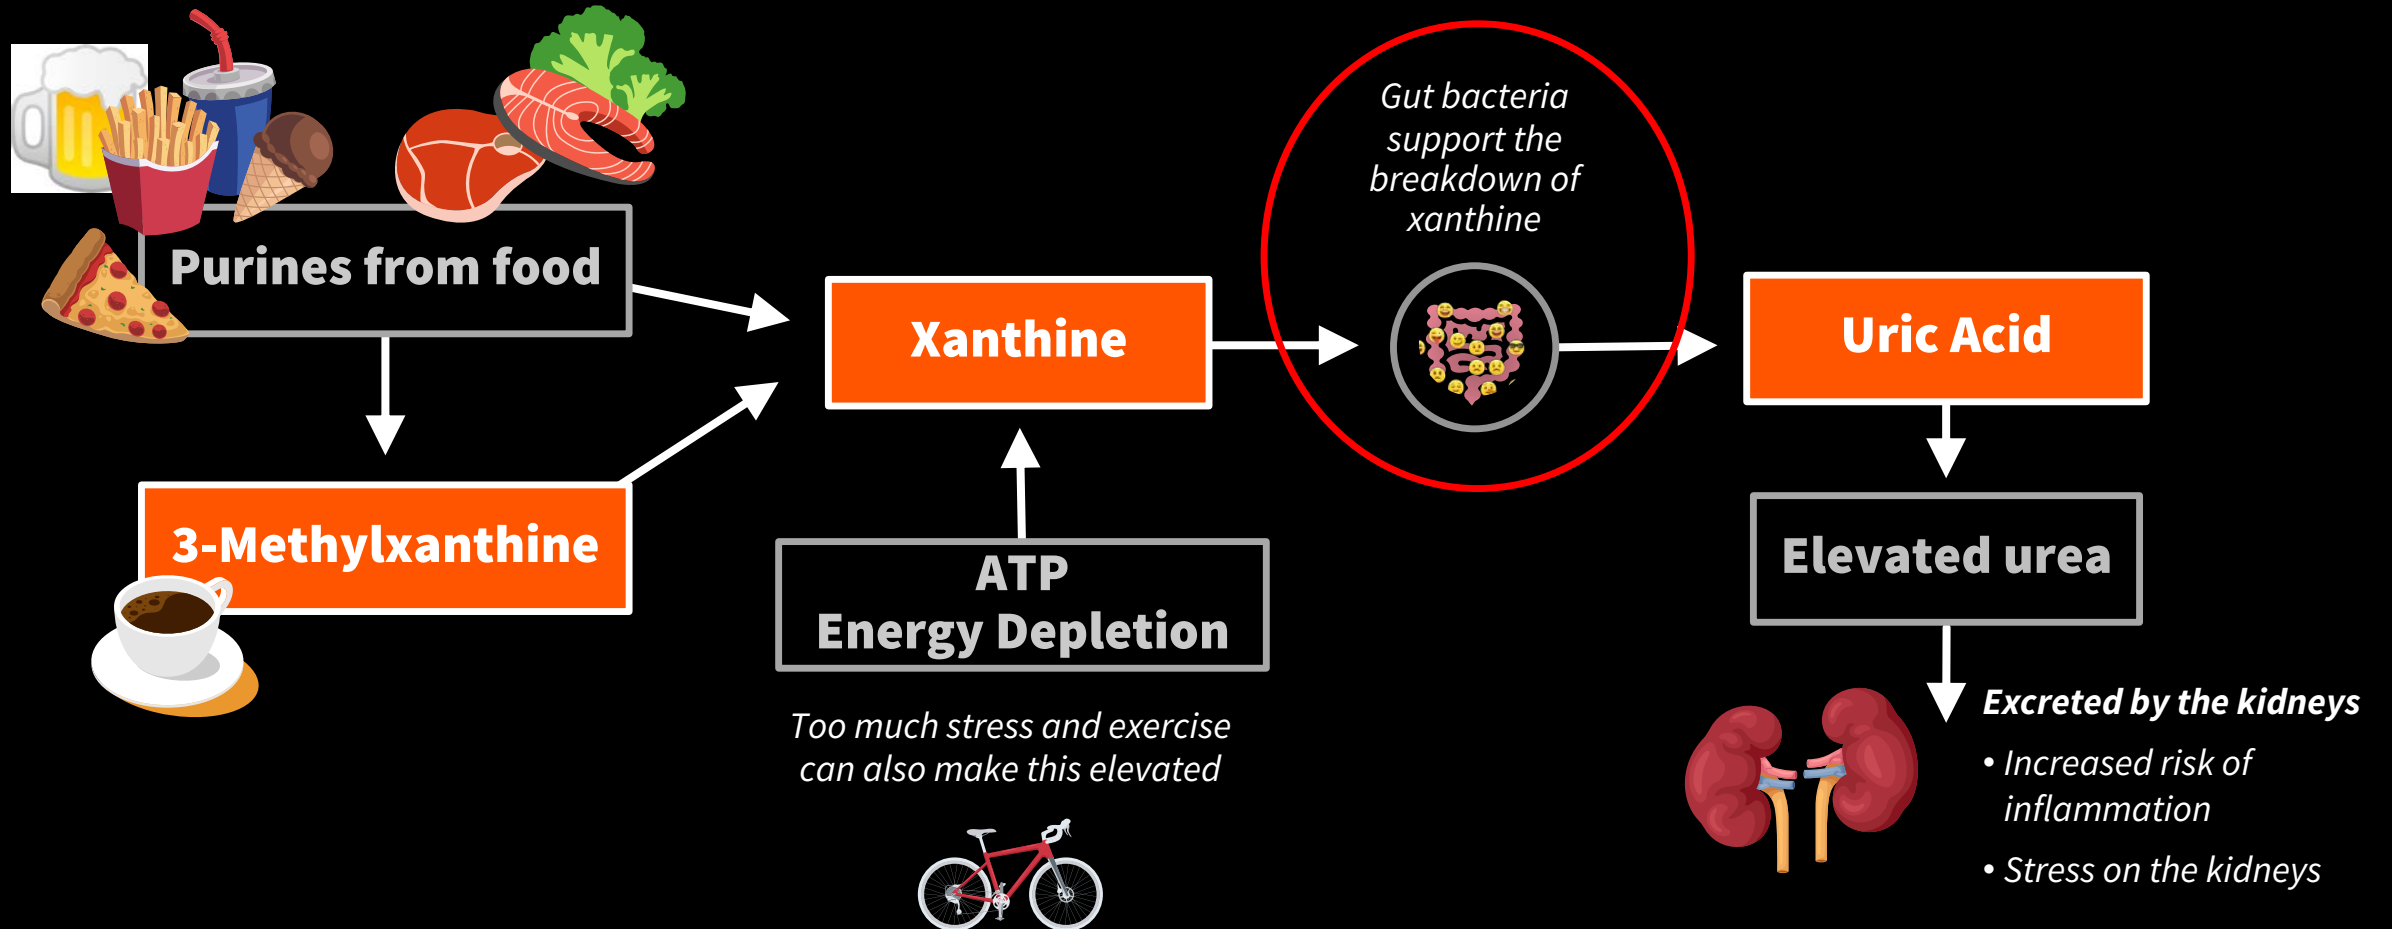 Gut bacteria
support the
breakdown of
xanthine
Purines from food
Xanthine
Uric Acid
3-Methylxanthine
ATP
Energy Depletion
Elevated urea
Too much stress and exercise
can also make this elevated
Excreted by the kidneys
• Increased risk of
inflammation
• Stress on the kidneys